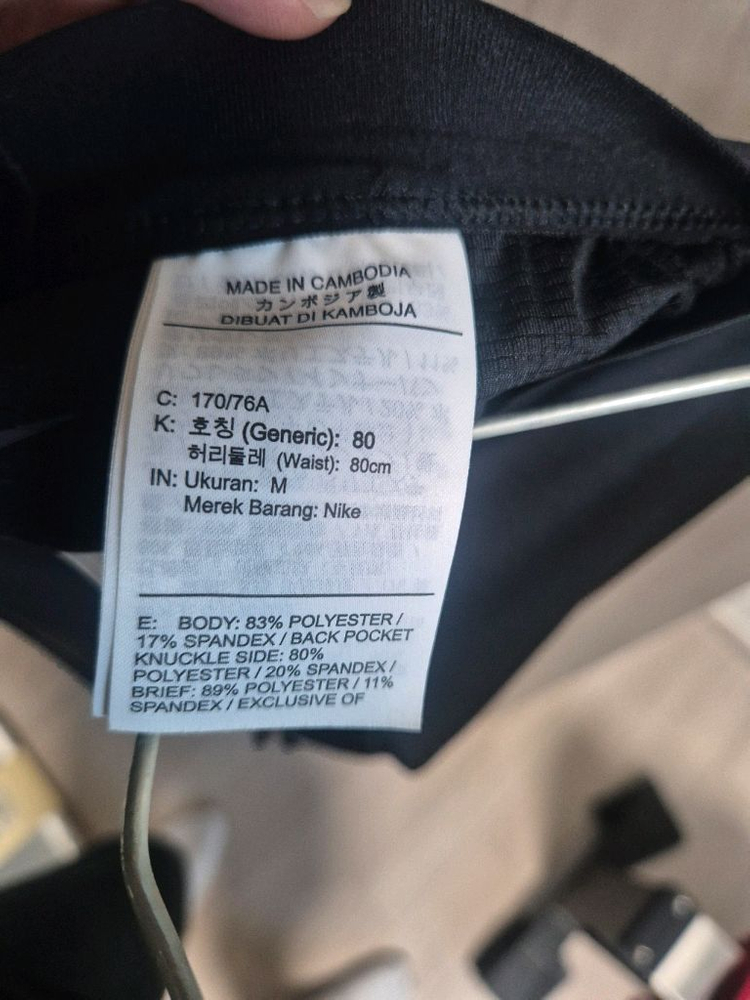 MADE IN CAMBODIA
カンボジア製
DIBUAT DI KAMBOJA
C: 170/76A
K: 호칭 (Generic): 80
허리둘레 (Waist): 80cm
IN: Ukuran: M
Merek Barang: Nike
E: BODY: 83% POLYESTER /
17% SPANDEX / BACK POCKET
KNUCKLE SIDE: 80%
POLYESTER / 20% SPANDEX /
BRIEF: 89% POLYESTER / 11%
SPANDEX / EXCLUSIVE OF